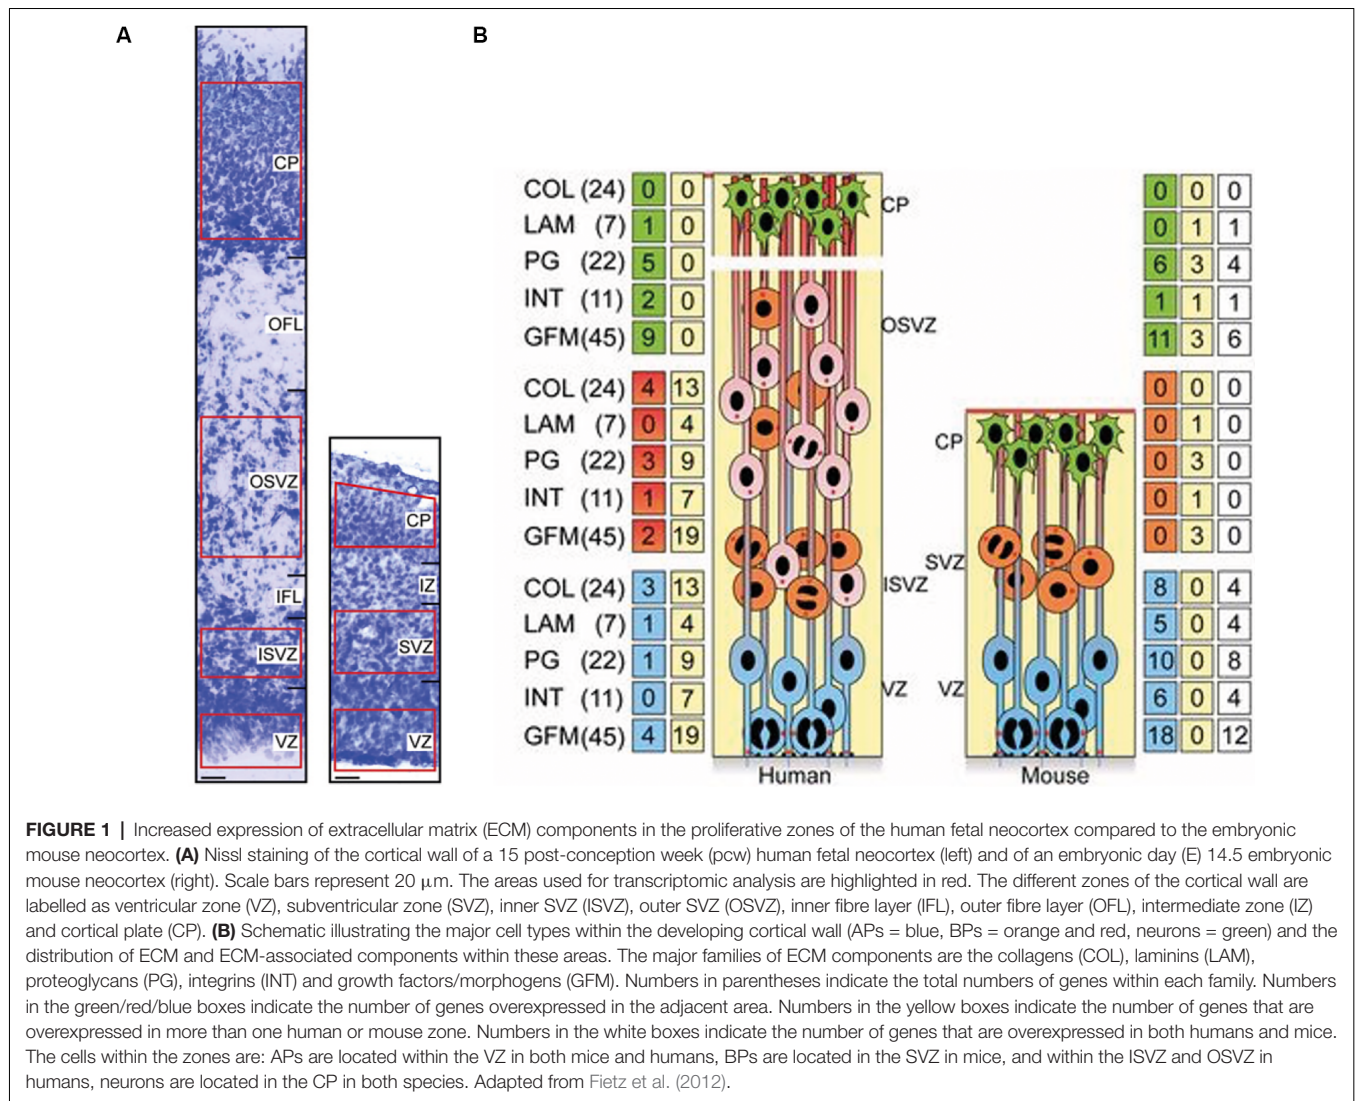 A
B
CP
OFL
OSVZ
IFL
ISVZ
VZ
CP
IZ
SVZ
VZ
COL (24) 0 0
LAM (7) 1 0
PG (22) 5 0
INT (11) 2 0
GFM(45) 9 0
COL (24) 4 13
LAM (7) 0 4
PG (22) 3 9
INT (11) 1 7
GFM(45) 2 19
COL (24) 3 13
LAM (7) 1 4
PG (22) 1 9
INT (11) 0 7
GFM(45) 4 19
CP
OSVZ
ISVZ
VZ
Human
CP
SVZ
VZ
Mouse
0 0 0
0 1 1
6 3 4
1 1 1
11 3 6
0 0 0
0 1 0
0 3 0
0 1 0
0 3 0
8 0 4
5 0 4
10 0 8
6 0 4
18 0 12
FIGURE 1 | Increased expression of extracellular matrix (ECM) components in the proliferative zones of the human fetal neocortex compared to the embryonic
mouse neocortex. (A) Nissl staining of the cortical wall of a 15 post-conception week (pcw) human fetal neocortex (left) and of an embryonic day (E) 14.5 embryonic
mouse neocortex (right). Scale bars represent 20 μm. The areas used for transcriptomic analysis are highlighted in red. The different zones of the cortical wall are
labelled as ventricular zone (VZ), subventricular zone (SVZ), inner SVZ (ISVZ), outer SVZ (OSVZ), inner fibre layer (IFL), outer fibre layer (OFL), intermediate zone (IZ)
and cortical plate (CP). (B) Schematic illustrating the major cell types within the developing cortical wall (APs = blue, BPs = orange and red, neurons = green) and the
distribution of ECM and ECM-associated components within these areas. The major families of ECM components are the collagens (COL), laminins (LAM),
proteoglycans (PG), integrins (INT) and growth factors/morphogens (GFM). Numbers in parentheses indicate the total numbers of genes within each family. Numbers
in the green/red/blue boxes indicate the number of genes overexpressed in the adjacent area. Numbers in the yellow boxes indicate the number of genes that are
overexpressed in more than one human or mouse zone. Numbers in the white boxes indicate the number of genes that are overexpressed in both humans and mice.
The cells within the zones are: APs are located within the VZ in both mice and humans, BPs are located in the SVZ in mice, and within the ISVZ and OSVZ in
humans, neurons are located in the CP in both species. Adapted from Fietz et al. (2012).